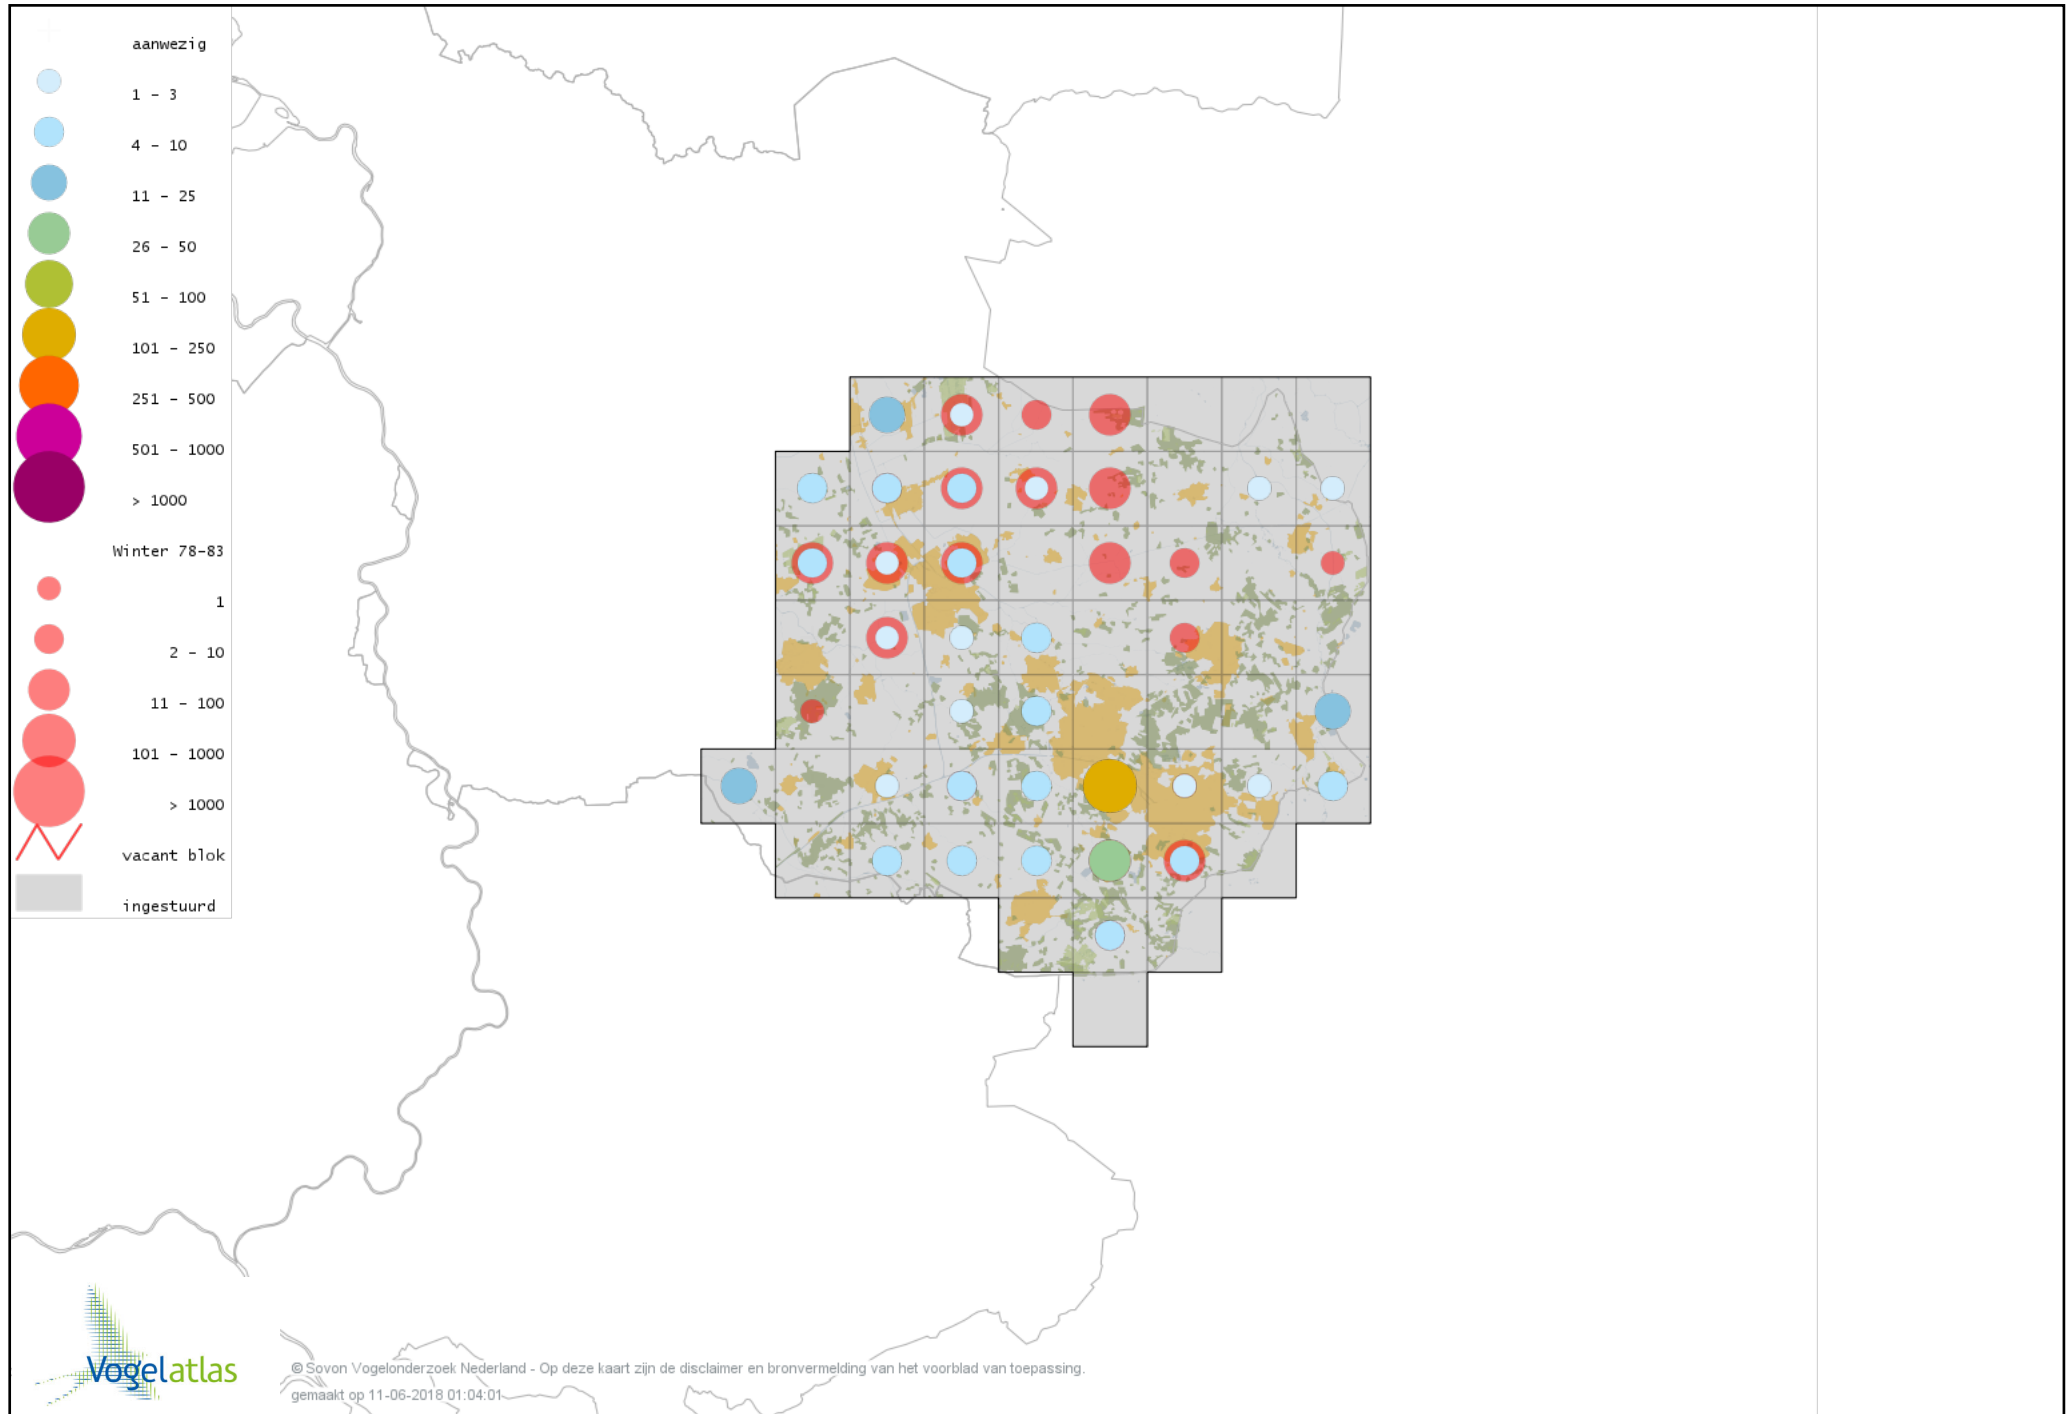 aanwezig
1 - 3
4 - 10
11 - 25
26 - 50
51 - 100
101 - 250
251 - 500
501 - 1000
> 1000
Winter 78-83
1
2 - 10
11 - 100
101 - 1000
> 1000
vacant blok
ingestuurd
Vogelatlas
© Sovon Vogelonderzoek Nederland - Op deze kaart zijn de disclaimer en bronvermelding van het voorblad van toepassing.
gemaakt op 11-06-2018 01:04:01